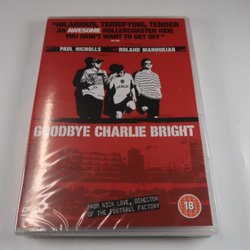 "HILARIOUS, TERRIFYING, TENDER
AN AWESOME ROLLERCOASTER RIDE
YOU WON'T WANT TO GET OFF"
PAUL NICHOLLS ROLAND MANOOKIAN
GOODBYE CHARLIE BRIGHT
FROM NICK LOVE, DIRECTOR
OF THE FOOTBALL FACTORY
18